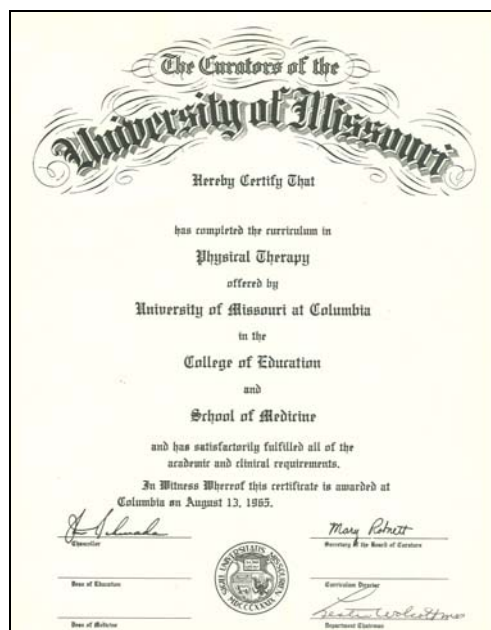 The Curators of the
University of Missouri
Hereby Certify That
has completed the curriculum in
Physical Therapy
offered by
University of Missouri at Columbia
in the
College of Education
and
School of Medicine
and has satisfactorily fulfilled all of the
academic and clinical requirements.
In Witness Whereof this certificate is awarded at
Columbia on August 13, 1965.
Mary Robnett
Chancellor
Secretary of the Board of Curators
Dean of Education
Curriculum Director
Dean of Medicine
Department Chairman